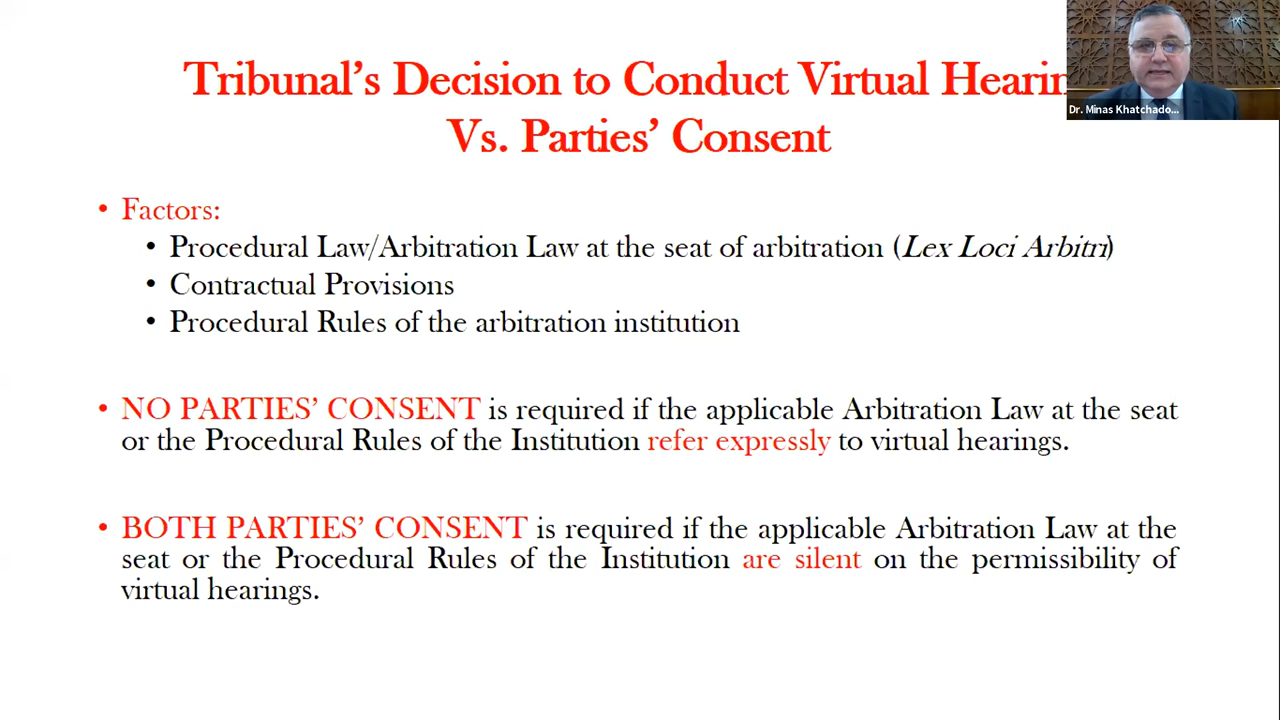 Tribunal’s Decision to Conduct Virtual
Vs. Parties’ Consent
Dr. Minas Khatchado...
• Factors:
• Procedural Law/Arbitration Law at the seat of arbitration (Lex Loci Arbitri)
• Contractual Provisions
• Procedural Rules of the arbitration institution
• NO PARTIES’ CONSENT is required if the applicable Arbitration Law at the seat
or the Procedural Rules of the Institution refer expressly to virtual hearings.
• BOTH PARTIES’ CONSENT is required if the applicable Arbitration Law at the
seat or the Procedural Rules of the Institution are silent on the permissibility of
virtual hearings.